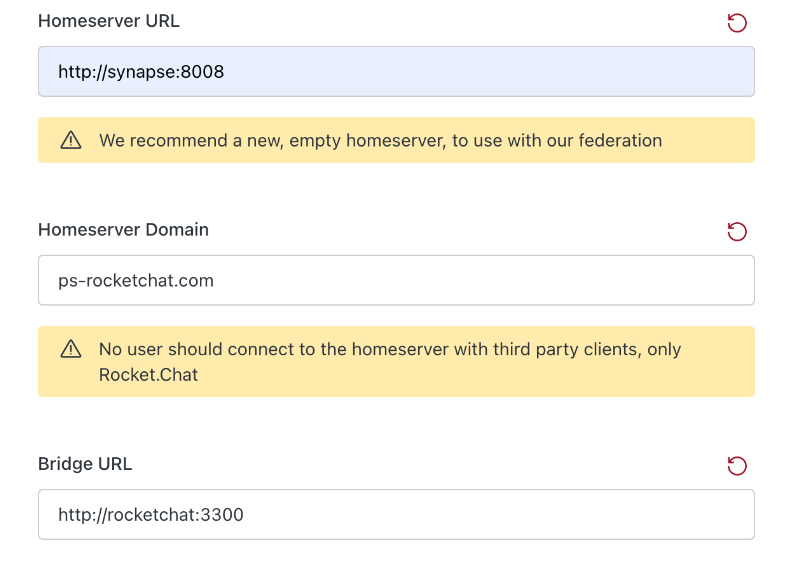 Homeserver URL
http://synapse:8008
We recommend a new, empty homeserver, to use with our federation
Homeserver Domain
ps-rocketchat.com
No user should connect to the homeserver with third party clients, only
Rocket.Chat
Bridge URL
http://rocketchat:3300